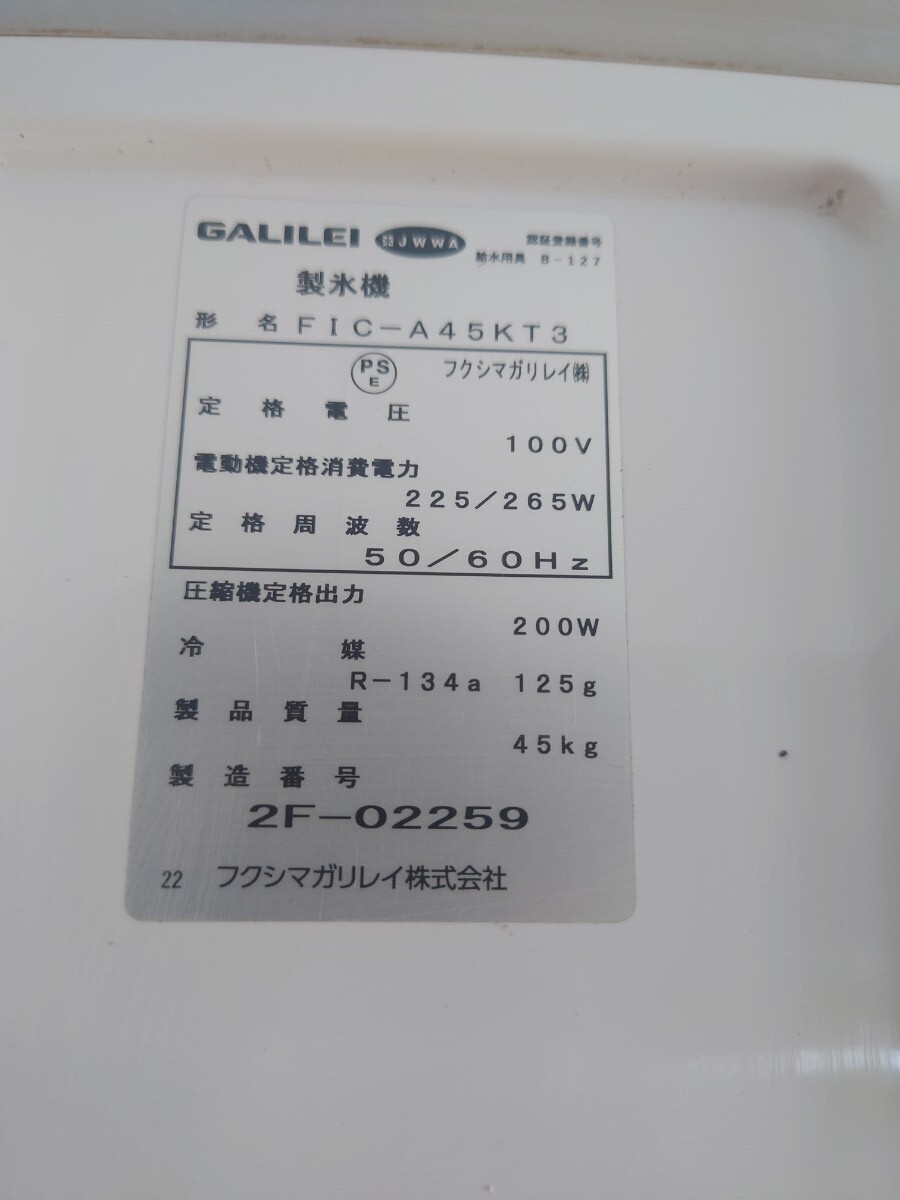 GALILEI JWWA 認証登録番号
給水用具 B-127
製氷機
形名 FIC-A45KT3
PSE フクシマガリレイ㈱
定格電圧
100V
電動機定格消費電力
225/265W
定格周波数
50/60Hz
圧縮機定格出力
200W
冷媒
R-134a 125g
製品質量
45kg
製造番号
2F-02259
22 フクシマガリレイ株式会社